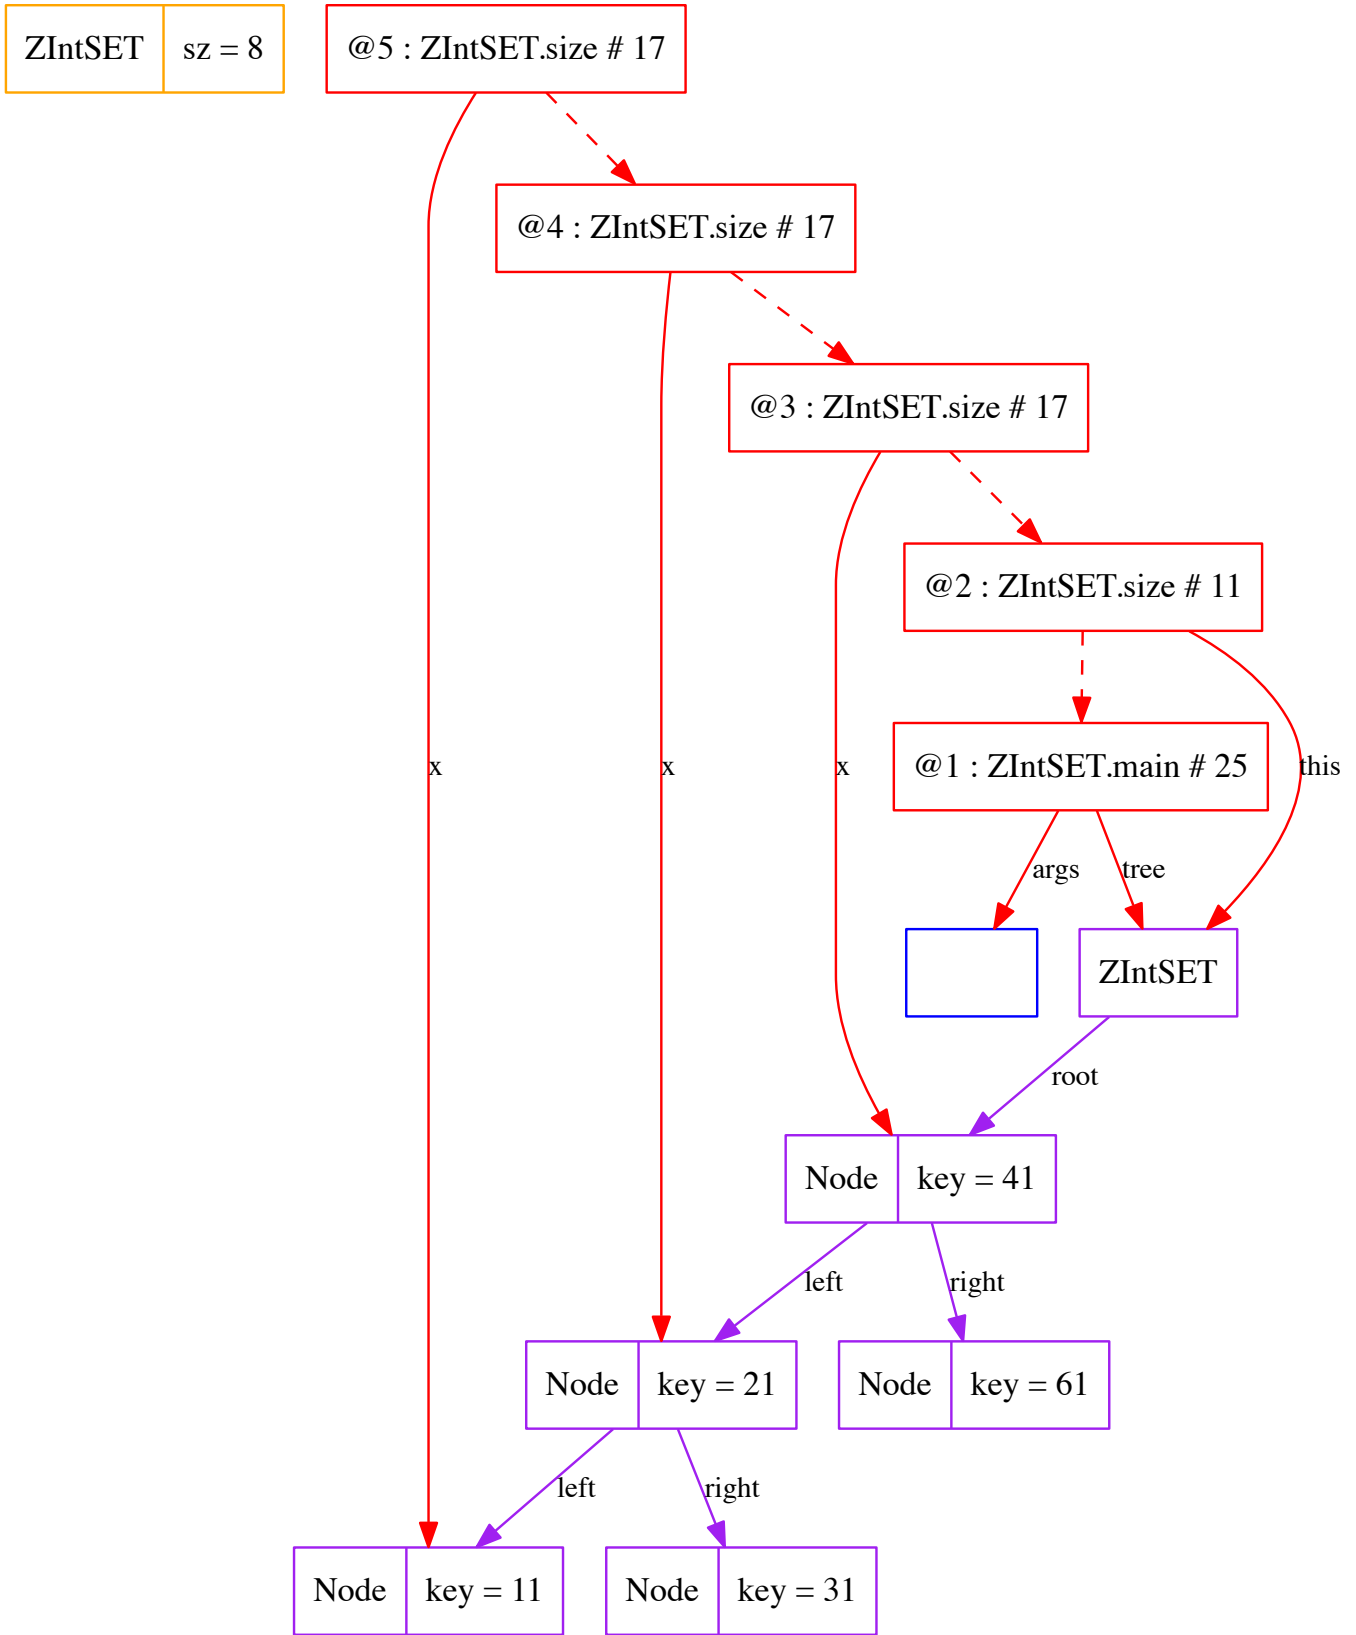 ZIntSET sz = 8 @5 : ZIntSET.size # 17
@4 : ZIntSET.size # 17
@3 : ZIntSET.size # 17
@2 : ZIntSET.size # 11
x x x @1 : ZIntSET.main # 25 this
args tree
ZIntSET
root
Node key = 41
left right
Node key = 21 Node key = 61
left right
Node key = 11 Node key = 31